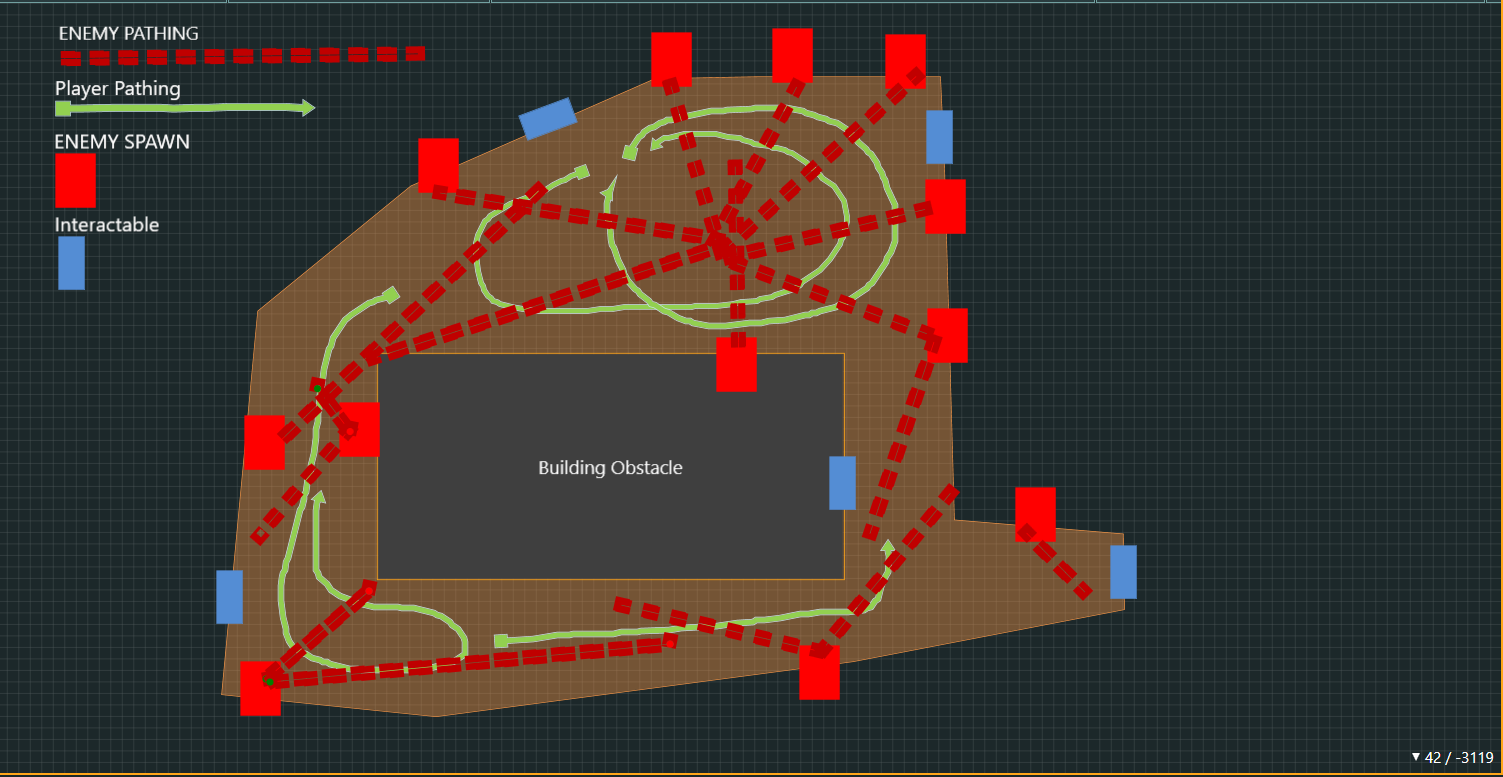 ENEMY PATHING
Player Pathing
ENEMY SPAWN
Interactable
Building Obstacle
▼ 42 / -3119